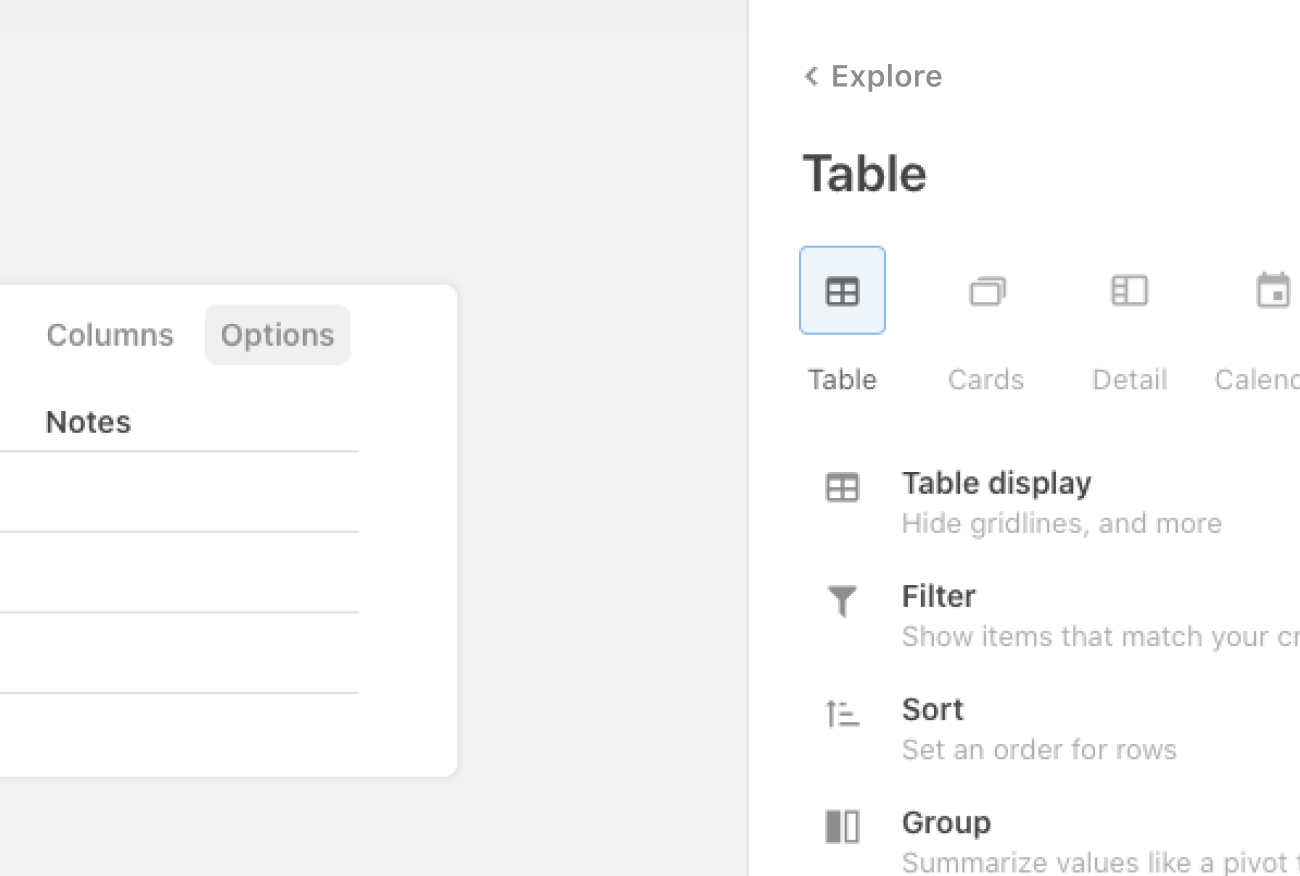 Explore
Table
Columns Options
Notes
Table Cards Detail Calenc
Table display
Hide gridlines, and more
Filter
Show items that match your cr
Sort
Set an order for rows
Group
Summarize values like a pivot t